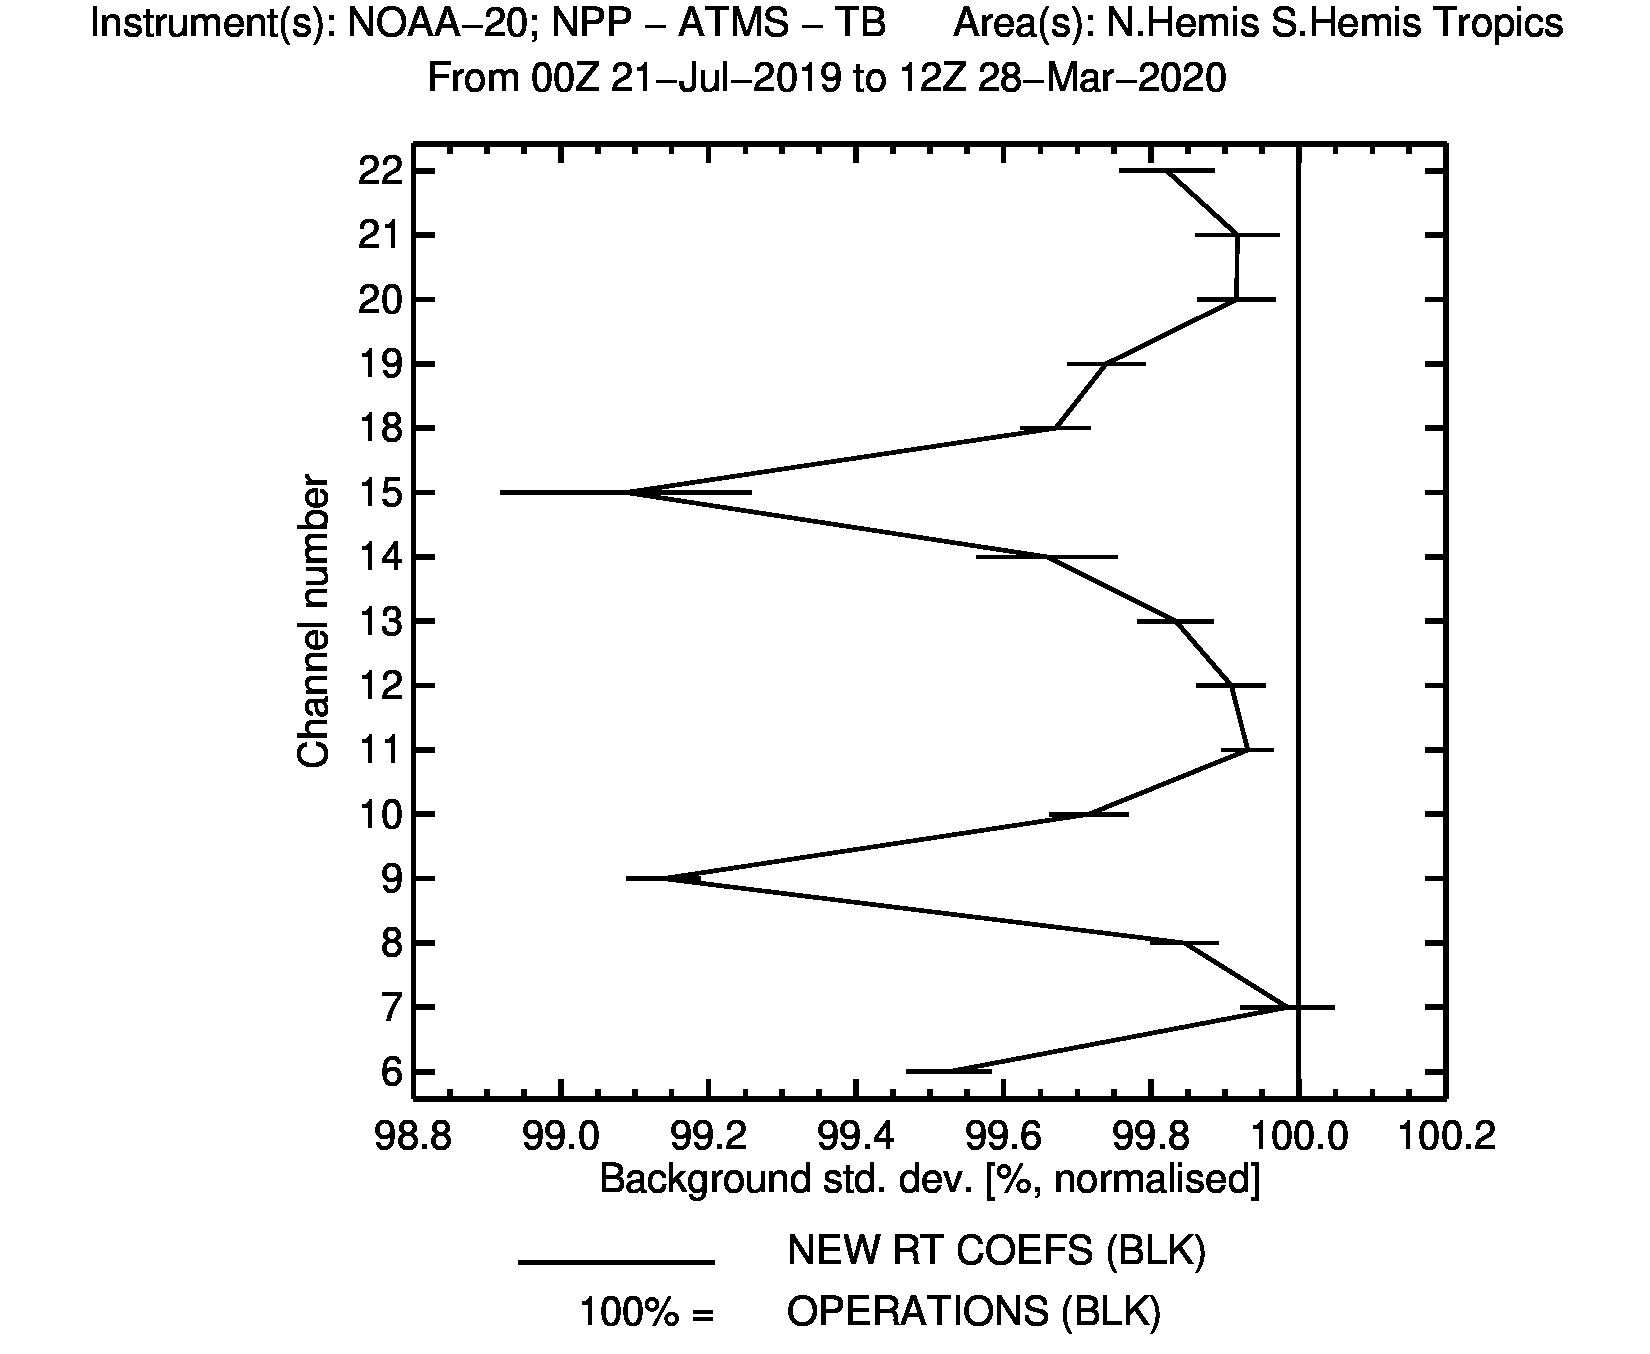 Instrument(s): NOAA−20; NPP − ATMS − TB Area(s): N.Hemis S.Hemis Tropics
From 00Z 21−Jul−2019 to 12Z 28−Mar−2020
22
21
20
19
18
15
14
13
12
11
10
9
8
7
6
Channel number
98.8 99.0 99.2 99.4 99.6 99.8 100.0 100.2
Background std. dev. [%, normalised]
NEW RT COEFS (BLK)
100% = OPERATIONS (BLK)